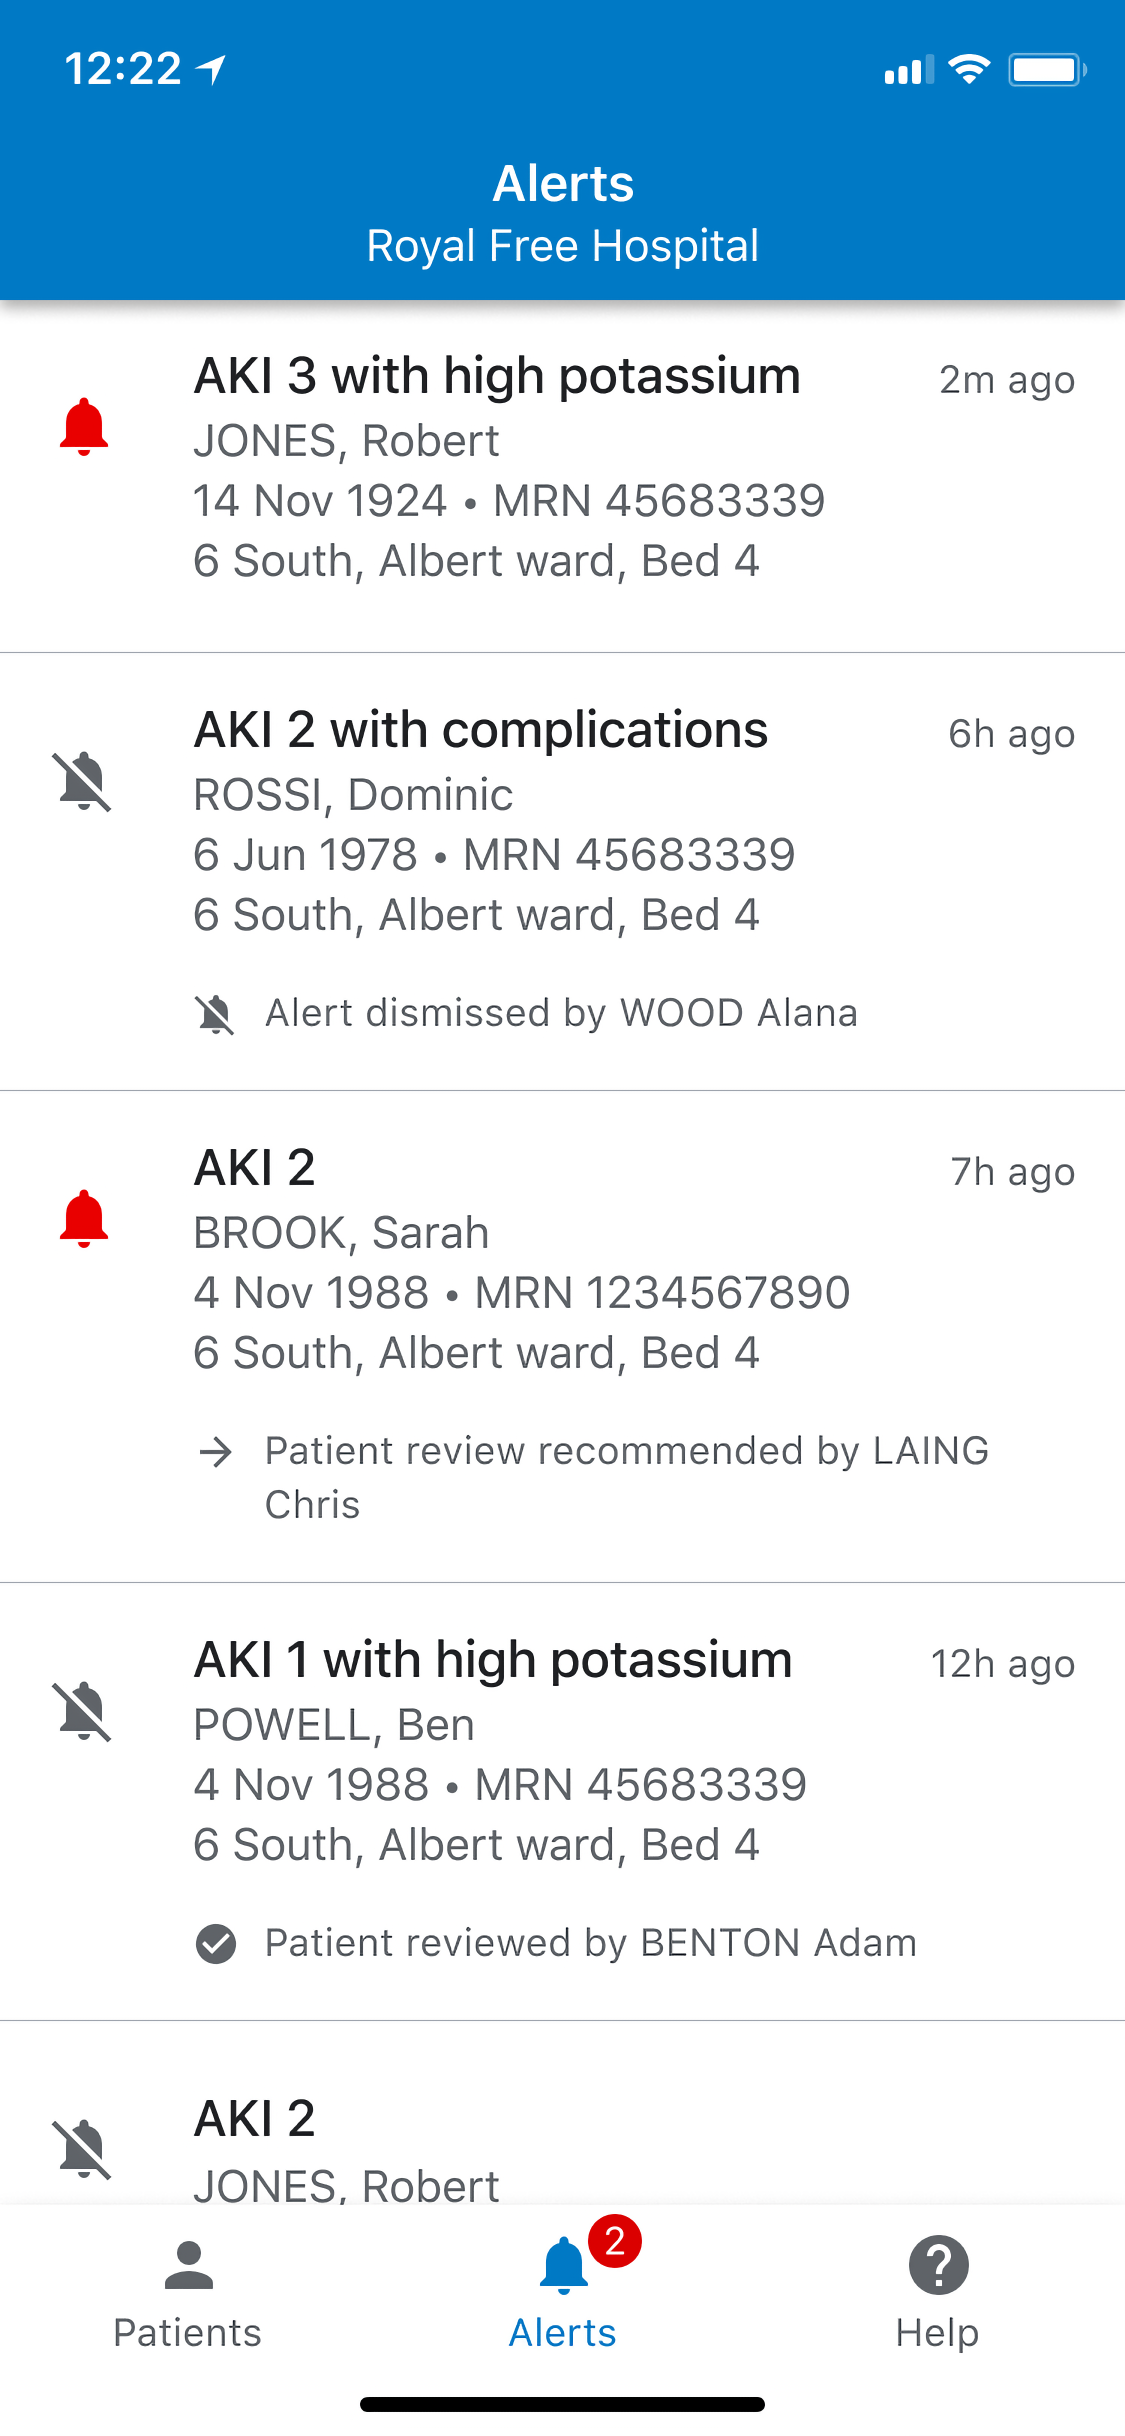 12:22
Alerts
Royal Free Hospital
AKI 3 with high potassium
2m ago
JONES, Robert
14 Nov 1924 • MRN 45683339
6 South, Albert ward, Bed 4
AKI 2 with complications
6h ago
ROSSI, Dominic
6 Jun 1978 • MRN 45683339
6 South, Albert ward, Bed 4
Alert dismissed by WOOD Alana
AKI 2
7h ago
BROOK, Sarah
4 Nov 1988 • MRN 1234567890
6 South, Albert ward, Bed 4
Patient review recommended by LAING
Chris
AKI 1 with high potassium
12h ago
POWELL, Ben
4 Nov 1988 • MRN 45683339
6 South, Albert ward, Bed 4
Patient reviewed by BENTON Adam
AKI 2
JONES, Robert
2
Patients
Alerts
Help